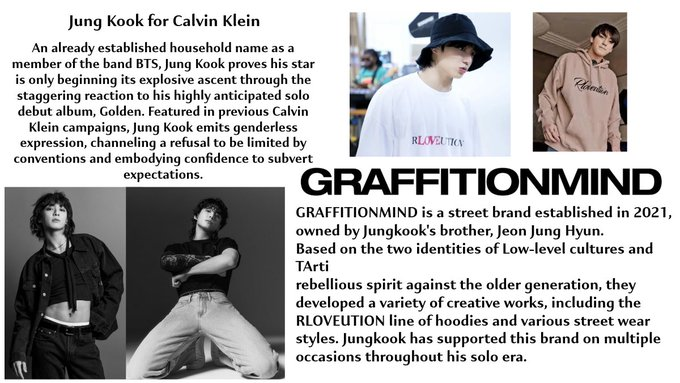 Jung Kook for Calvin Klein
An already established household name as a
member of the band BTS, Jung Kook proves his star
is only beginning its explosive ascent through the
staggering reaction to his highly anticipated solo
debut album, Golden. Featured in previous Calvin
Klein campaigns, Jung Kook emits genderless
expression, channeling a refusal to be limited by
conventions and embodying confidence to subvert
expectations.
RLOVEUTION
Rloveution
GRAFFITIONMIND
GRAFFITIONMIND is a street brand established in 2021,
owned by Jungkook's brother, Jeon Jung Hyun.
Based on the two identities of Low-level cultures and
TArti
rebellious spirit against the older generation, they
developed a variety of creative works, including the
RLOVEUTION line of hoodies and various street wear
styles. Jungkook has supported this brand on multiple
occasions throughout his solo era.